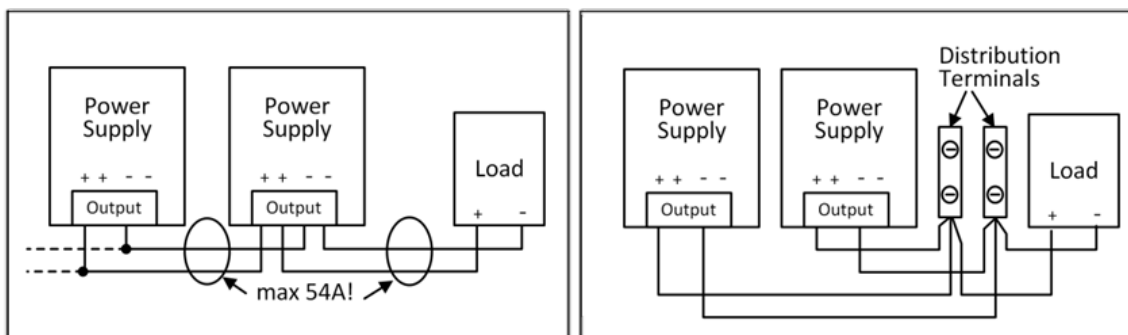 Power
Supply
+ + - -
Output
Power
Supply
+ + - -
Output
Load
+ -
max 54A!
Power
Supply
+ + - -
Output
Power
Supply
+ + - -
Output
Distribution
Terminals
Load
+ -